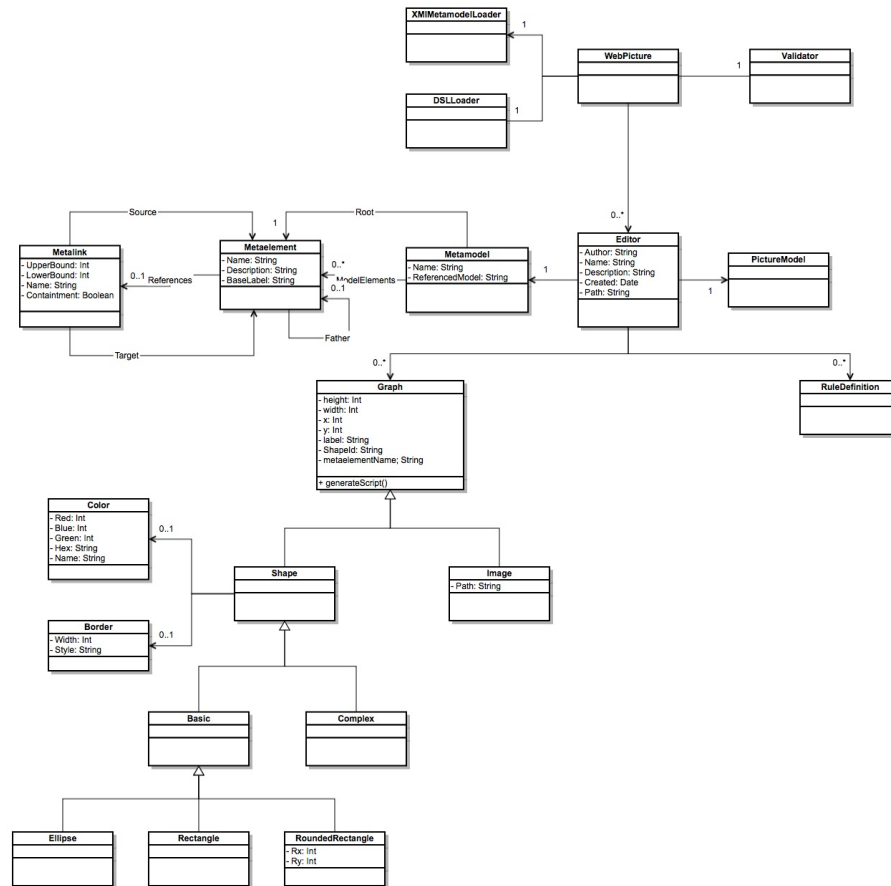 XMIMetamodelLoader
1
WebPicture
Validator
1
DSLLoader
1
0..*
Source
Root
1
Metalink
- UpperBound: Int
- LowerBound: Int
- Name: String
- Containtment: Boolean
0..1
References
Metaelement
- Name: String
- Description: String
- BaseLabel: String
0..*
ModelElements
0..1
Father
Target
Metamodel
- Name: String
- ReferencedModel: String
1
Editor
- Author: String
- Name: String
- Description: String
- Created: Date
- Path: String
1
PictureModel
0..*
0..*
Graph
- height: Int
- width: Int
- x: Int
- y: Int
- label: String
- ShapeId: String
- metaelementName; String
+ generateScript()
RuleDefinition
Color
- Red: Int
- Blue: Int
- Green: Int
- Hex: String
- Name: String
0..1
Shape
Image
- Path: String
Border
- Width: Int
- Style: String
0..1
Basic
Complex
Ellipse
Rectangle
RoundedRectangle
- Rx: Int
- Ry: Int